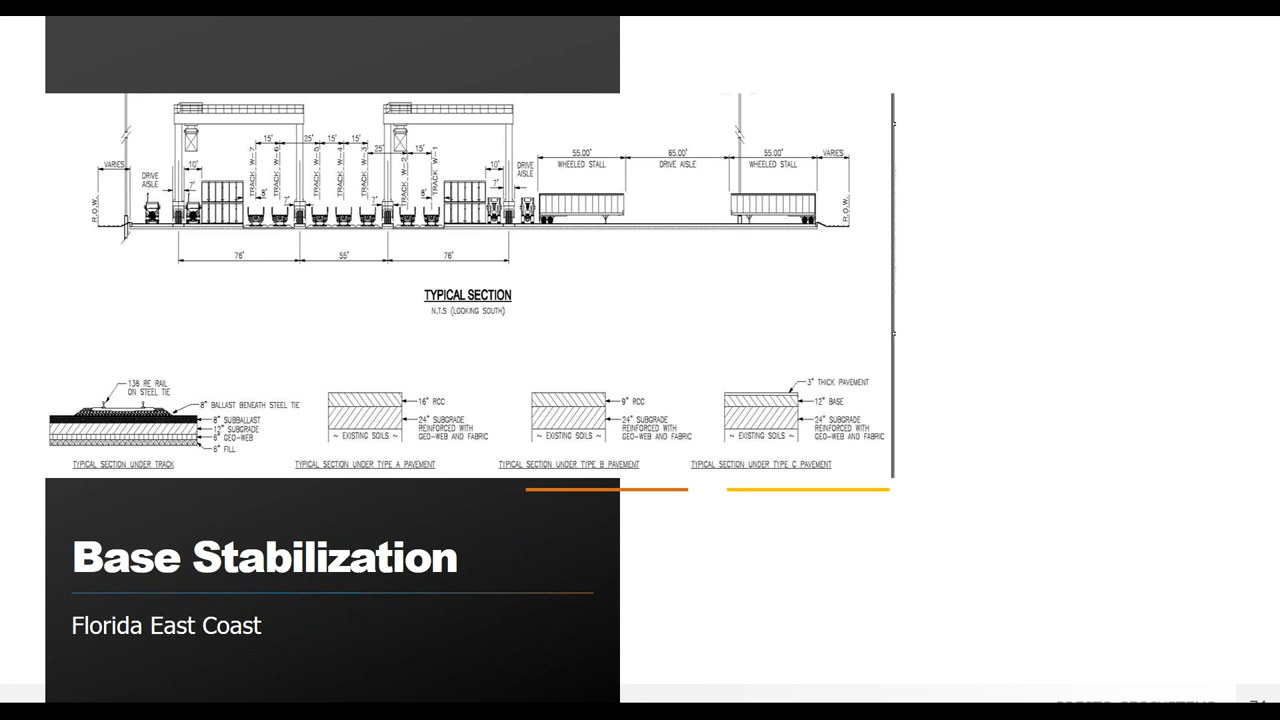 15' 25' 15' 15'
25' 15'
VARIES 10' 10' DRIVE AISLE 55.00' 65.00' 55.00' VARIES
WHEELED STALL DRIVE AISLE WHEELED STALL
DRIVE AISLE 7' 7'
TRACK W-7 TRACK W-6 TRACK W-5 TRACK W-4 TRACK W-3 TRACK W-2 TRACK W-1
7' 7'
R.O.W. R.O.W.
76' 55' 76'
TYPICAL SECTION
N.T.S (LOOKING SOUTH)
136 RE RAIL
ON STEEL TIE
8" BALLAST BENEATH STEEL TIE
8" SUBBALLAST
12" SUBGRADE
6" GEO-WEB
6" FILL
TYPICAL SECTION UNDER TRACK
16" RCC
24" SUBGRADE
REINFORCED WITH
GEO-WEB AND FABRIC
~ EXISTING SOILS ~
TYPICAL SECTION UNDER TYPE A PAVEMENT
9" RCC
24" SUBGRADE
REINFORCED WITH
GEO-WEB AND FABRIC
~ EXISTING SOILS ~
TYPICAL SECTION UNDER TYPE B PAVEMENT
3" THICK PAVEMENT
12" BASE
24" SUBGRADE
REINFORCED WITH
GEO-WEB AND FABRIC
~ EXISTING SOILS ~
TYPICAL SECTION UNDER TYPE C PAVEMENT
Base Stabilization
Florida East Coast